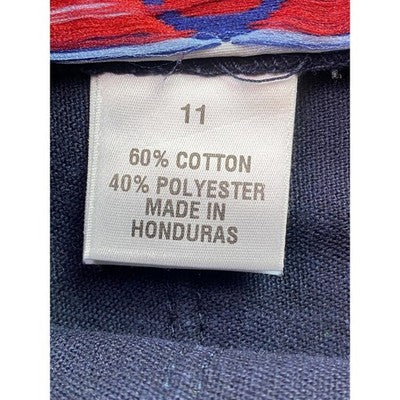 11
60% COTTON
40% POLYESTER
MADE IN
HONDURAS